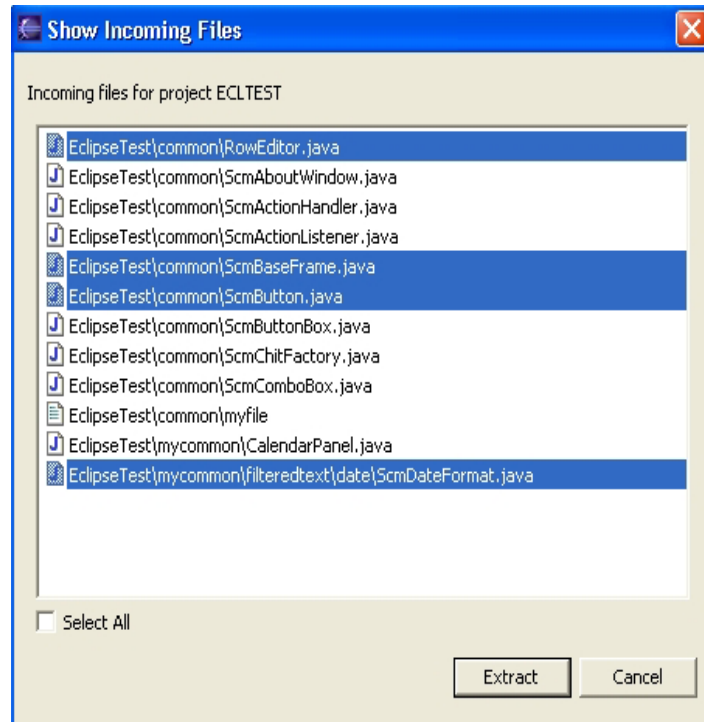 Show Incoming Files
Incoming files for project ECLTEST
EclipseTest\common\RowEditor.java
EclipseTest\common\ScmAboutWindow.java
EclipseTest\common\ScmActionHandler.java
EclipseTest\common\ScmActionListener.java
EclipseTest\common\ScmBaseFrame.java
EclipseTest\common\ScmButton.java
EclipseTest\common\ScmButtonBox.java
EclipseTest\common\ScmChitFactory.java
EclipseTest\common\ScmComboBox.java
EclipseTest\common\myfile
EclipseTest\mycommon\CalendarPanel.java
EclipseTest\mycommon\filteredtext\date\ScmDateFormat.java
Select All
Extract Cancel